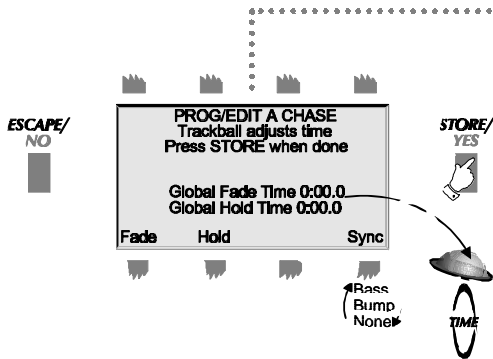 ESCAPE/
NO
PROG/EDIT A CHASE
Trackball adjusts time
Press STORE when done
Global Fade Time 0:00.0
Global Hold Time 0:00.0
Fade Hold Sync
STORE/
YES
Bass
Bump
None
TIME